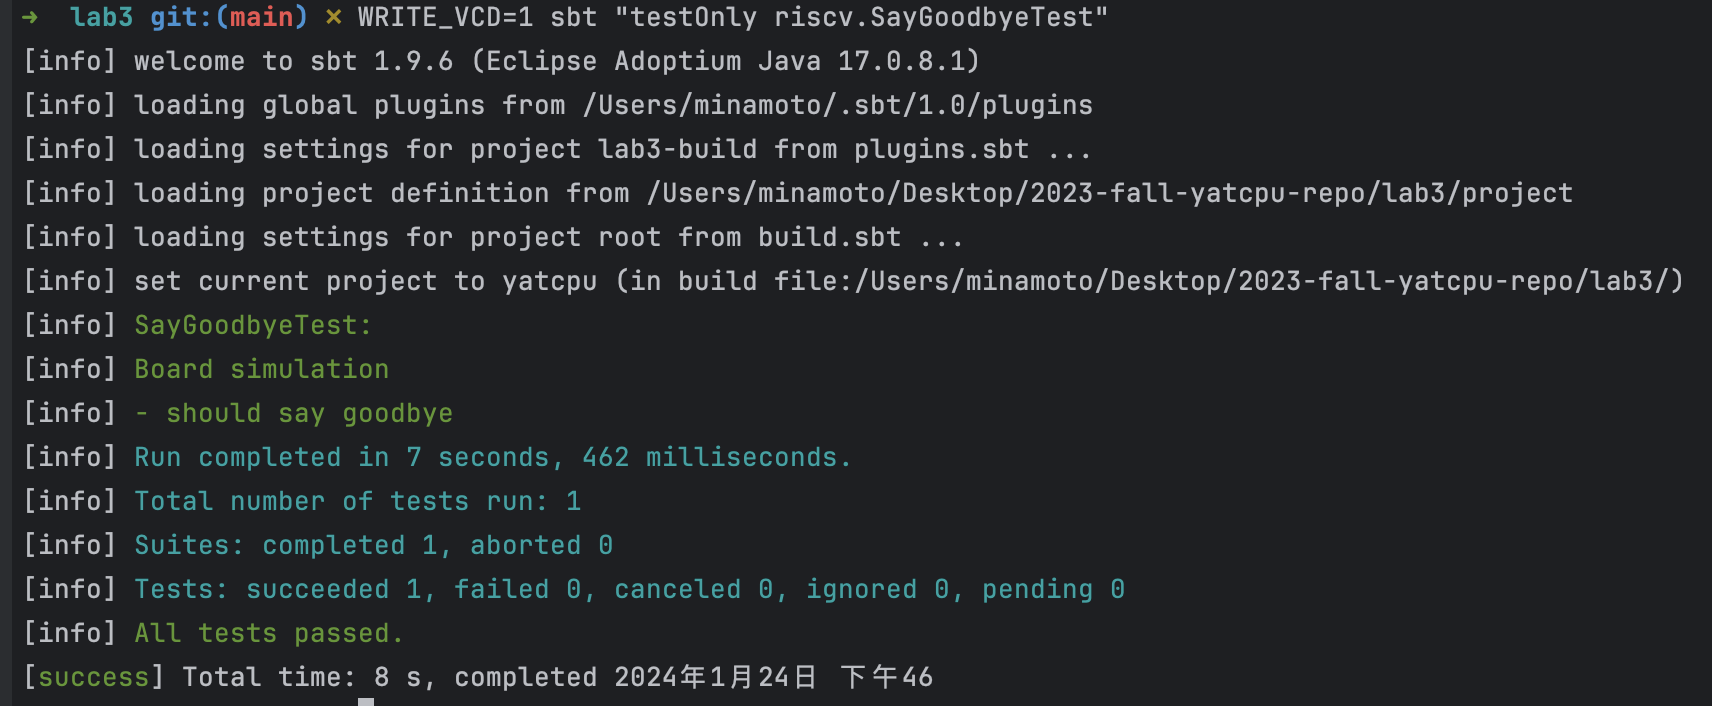 ➜  lab3 git:(main) ✗ WRITE_VCD=1 sbt "testOnly riscv.SayGoodbyeTest"
[info] welcome to sbt 1.9.6 (Eclipse Adoptium Java 17.0.8.1)
[info] loading global plugins from /Users/minamoto/.sbt/1.0/plugins
[info] loading settings for project lab3-build from plugins.sbt ...
[info] loading project definition from /Users/minamoto/Desktop/2023-fall-yatcpu-repo/lab3/project
[info] loading settings for project root from build.sbt ...
[info] set current project to yatcpu (in build file:/Users/minamoto/Desktop/2023-fall-yatcpu-repo/lab3/)
[info] SayGoodbyeTest:
[info] Board simulation
[info] - should say goodbye
[info] Run completed in 7 seconds, 462 milliseconds.
[info] Total number of tests run: 1
[info] Suites: completed 1, aborted 0
[info] Tests: succeeded 1, failed 0, canceled 0, ignored 0, pending 0
[info] All tests passed.
[success] Total time: 8 s, completed 2024年1月24日 下午46